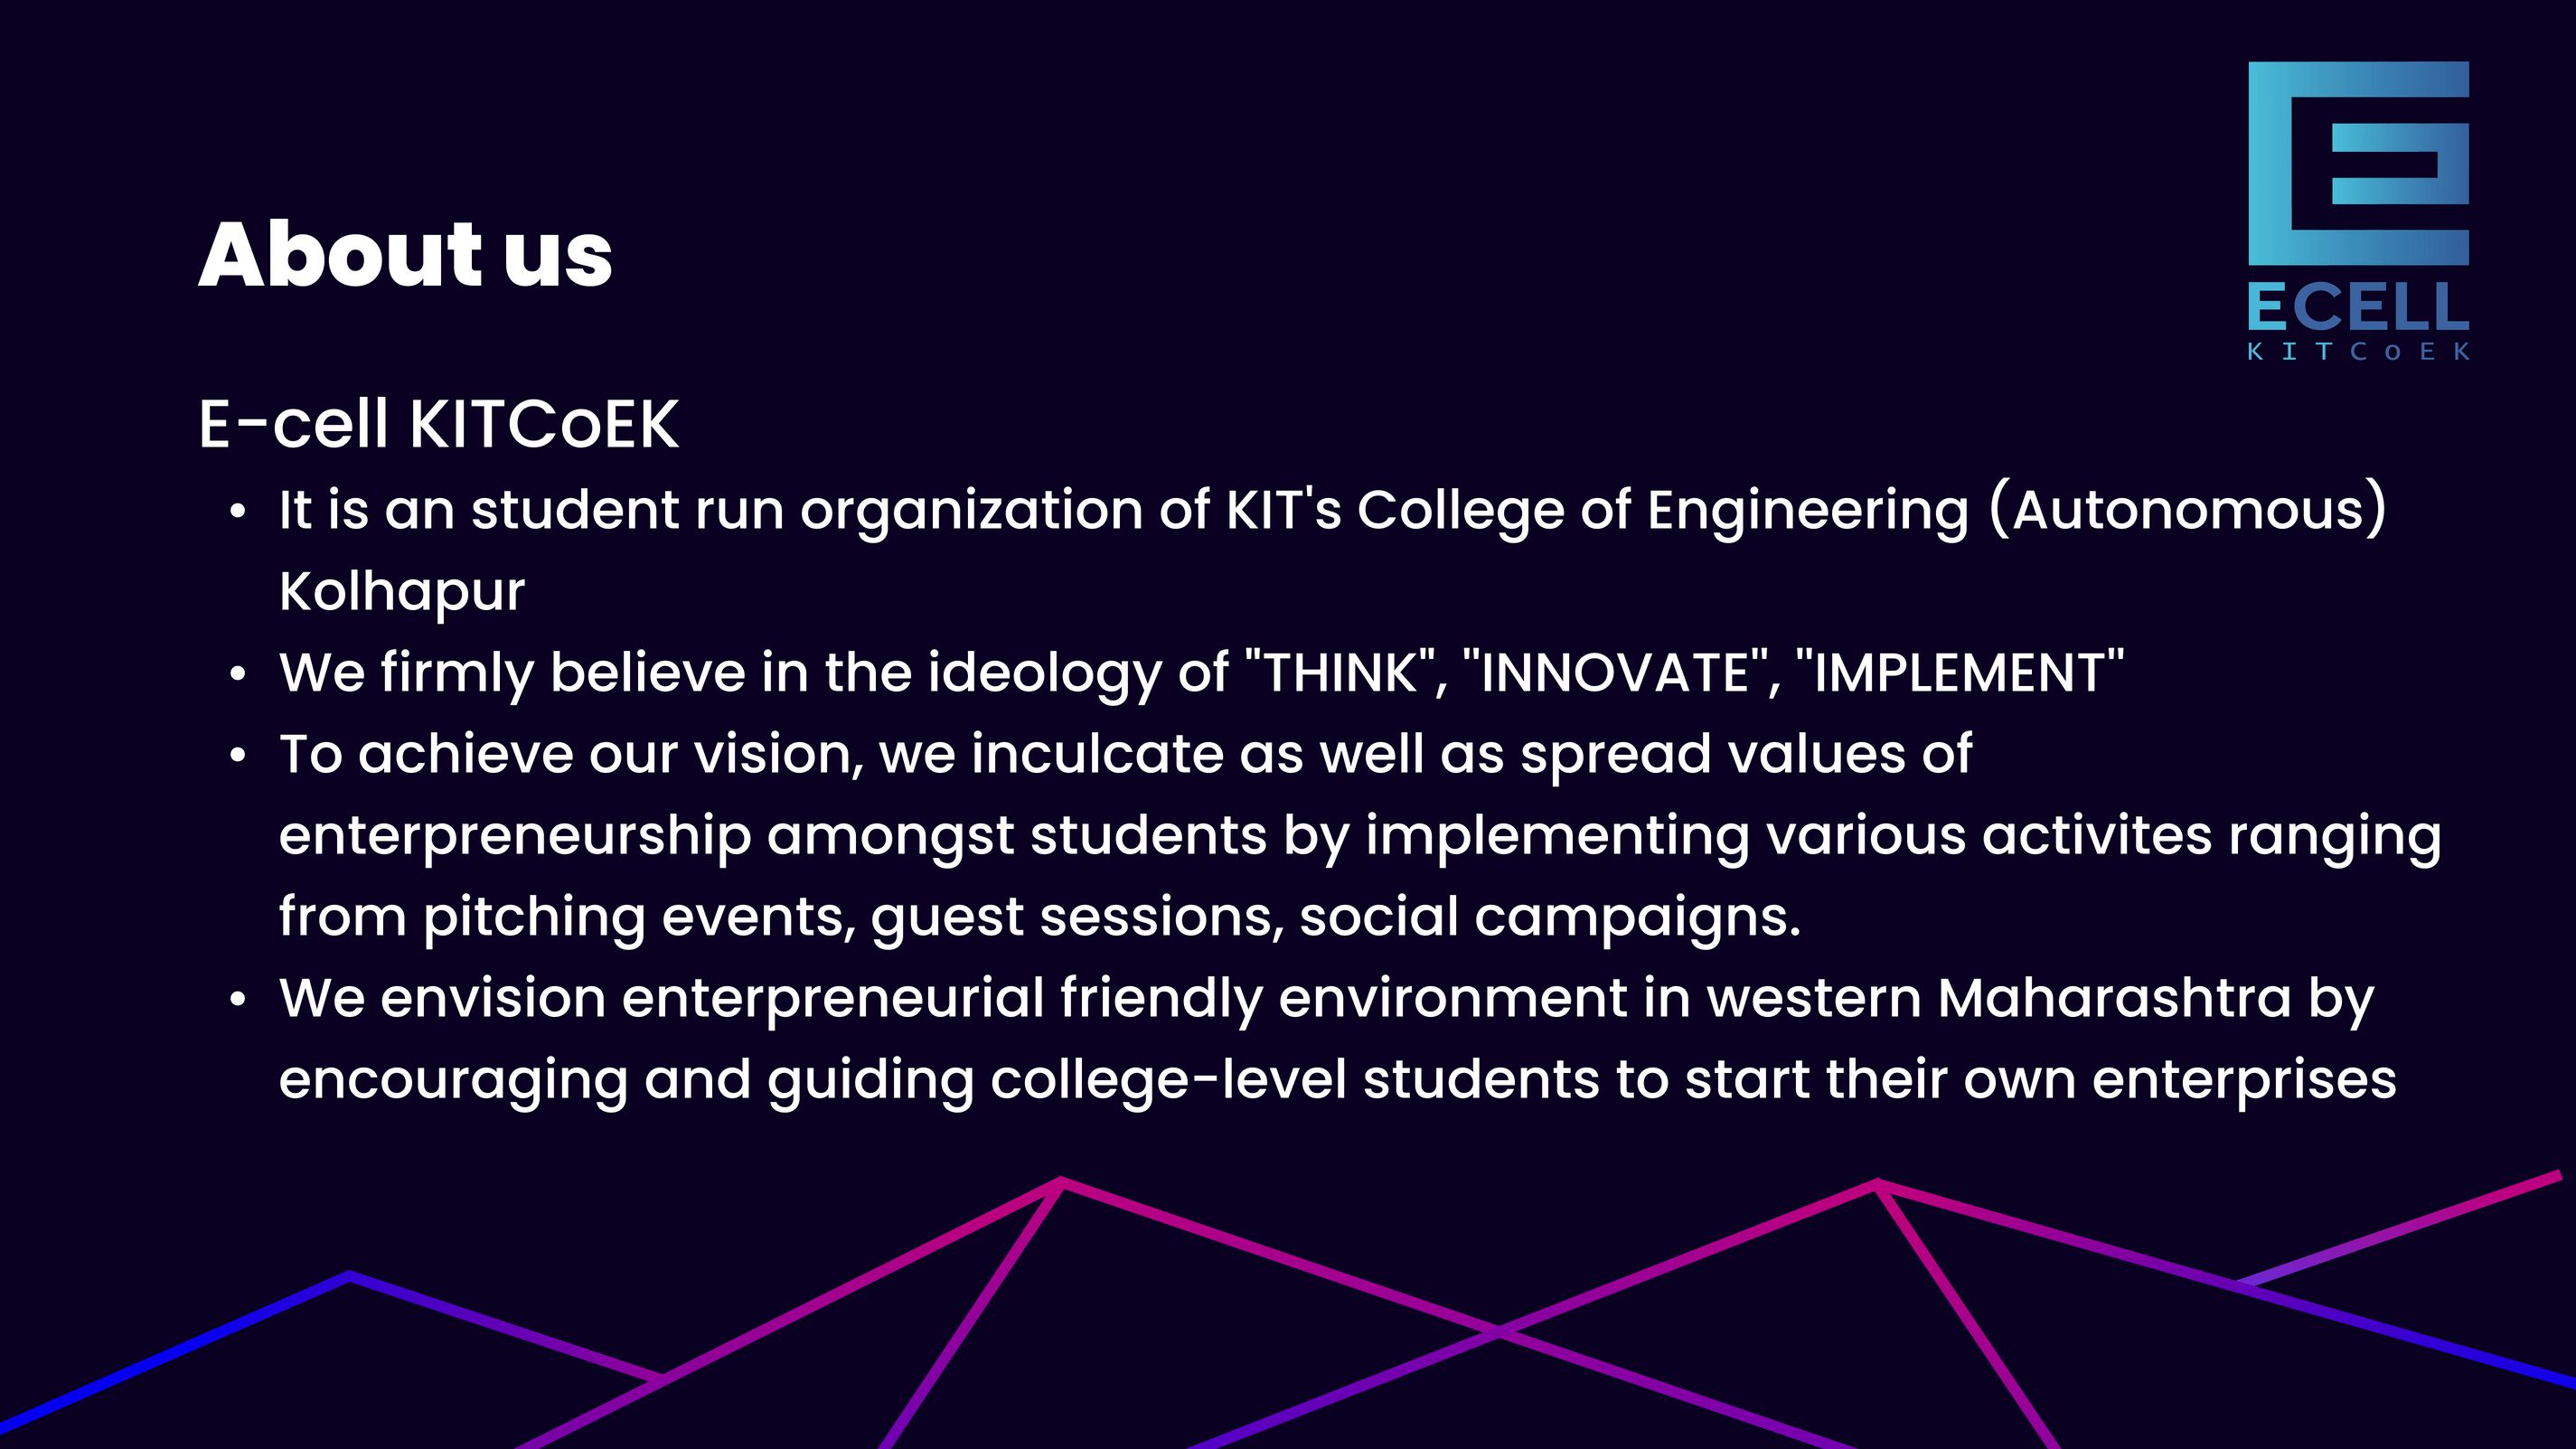 ECELL
KITCoEK
About us
E-cell KITCoEK
• It is an student run organization of KIT's College of Engineering (Autonomous)
Kolhapur
• We firmly believe in the ideology of "THINK", "INNOVATE", "IMPLEMENT"
• To achieve our vision, we inculcate as well as spread values of
enterpreneurship amongst students by implementing various activites ranging
from pitching events, guest sessions, social campaigns.
• We envision enterpreneurial friendly environment in western Maharashtra by
encouraging and guiding college-level students to start their own enterprises